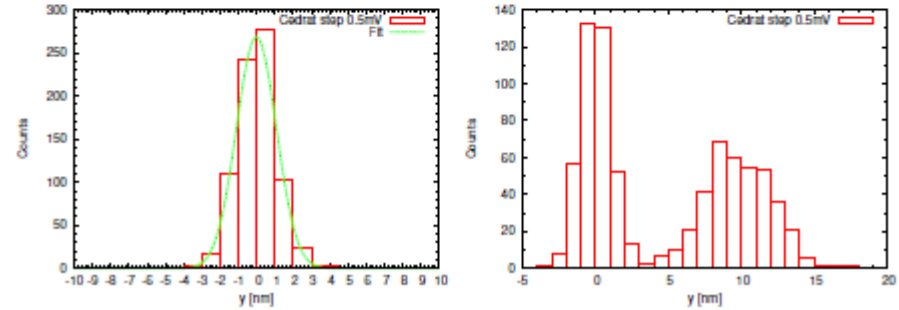 Cedrat step 0.5mV
Fit
300
250
200
150
100
50
0
Counts
-10 -9 -8 -7 -6 -5 -4 -3 -2 -1 0 1 2 3 4 5 6 7 8 9 10
y [nm]
Cedrat step 0.5mV
140
120
100
80
60
40
20
0
Counts
-5 0 5 10 15 20
y [nm]